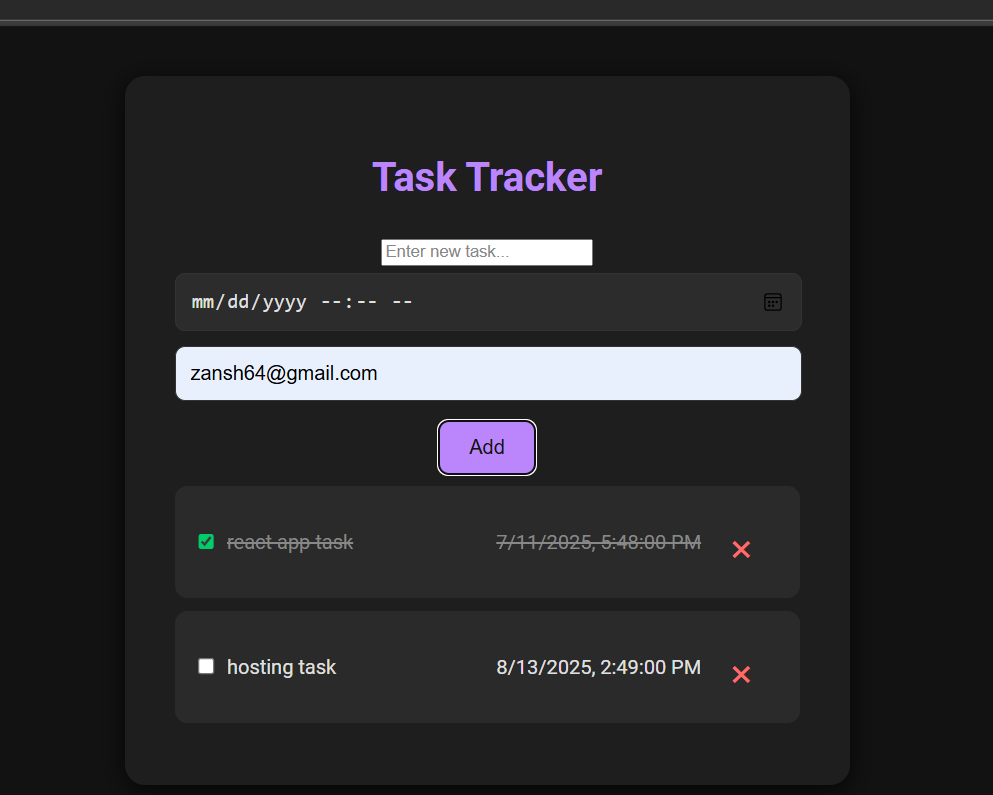 Task Tracker
Enter new task...
mm/dd/yyyy --:-- --
zansh64@gmail.com
Add
react app task 7/11/2025, 5:48:00 PM
hosting task 8/13/2025, 2:49:00 PM